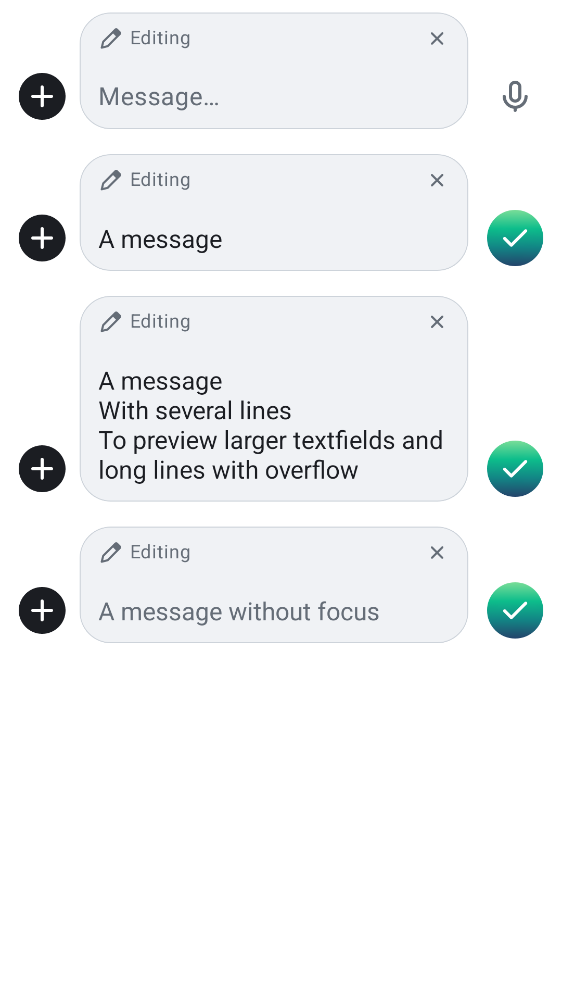 Editing
Message…
Editing
A message
Editing
A message
With several lines
To preview larger textfields and
long lines with overflow
Editing
A message without focus